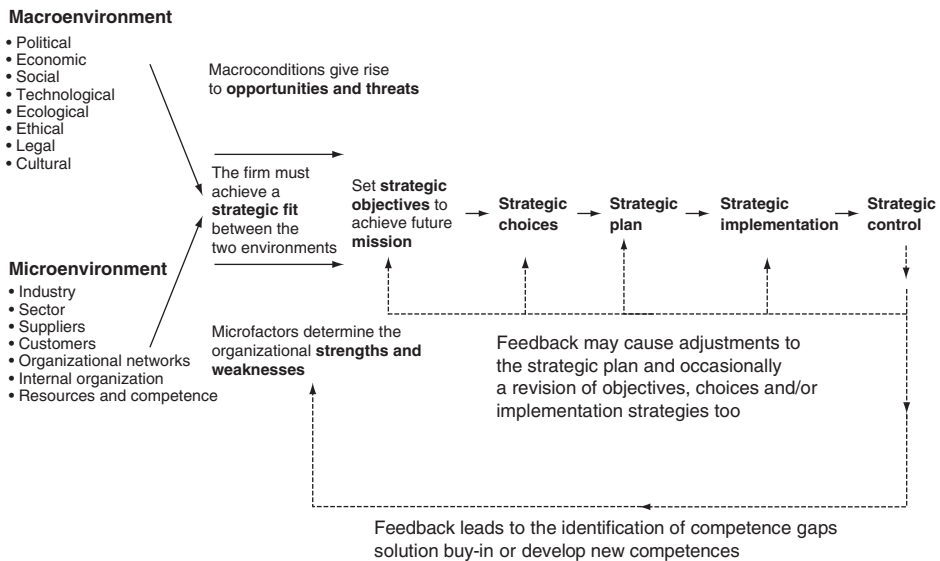 Macroenvironment
• Political
• Economic
• Social
• Technological
• Ecological
• Ethical
• Legal
• Cultural
Macroconditions give rise
to opportunities and threats
The firm must
achieve a
strategic fit
between the
two environments
Set strategic
objectives to
achieve future
mission
Strategic
choices
Strategic
plan
Strategic
implementation
Strategic
control
Microenvironment
• Industry
• Sector
• Suppliers
• Customers
• Organizational networks
• Internal organization
• Resources and competence
Microfactors determine the
organizational strengths and
weaknesses
Feedback may cause adjustments to
the strategic plan and occasionally
a revision of objectives, choices and/or
implementation strategies too
Feedback leads to the identification of competence gaps
solution buy-in or develop new competences